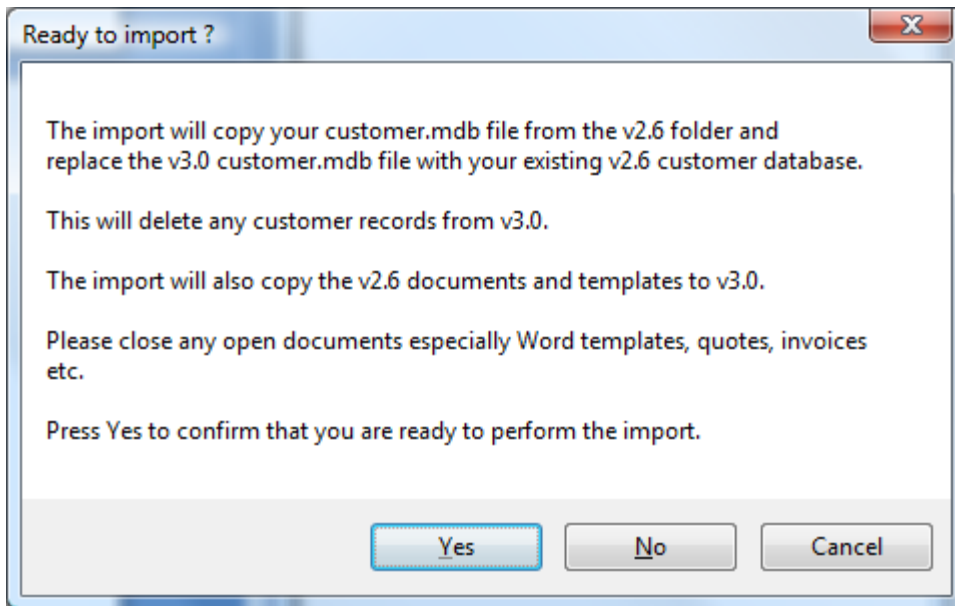 Ready to import ?
The import will copy your customer.mdb file from the v2.6 folder and
replace the v3.0 customer.mdb file with your existing v2.6 customer database.
This will delete any customer records from v3.0.
The import will also copy the v2.6 documents and templates to v3.0.
Please close any open documents especially Word templates, quotes, invoices
etc.
Press Yes to confirm that you are ready to perform the import.
Yes No Cancel